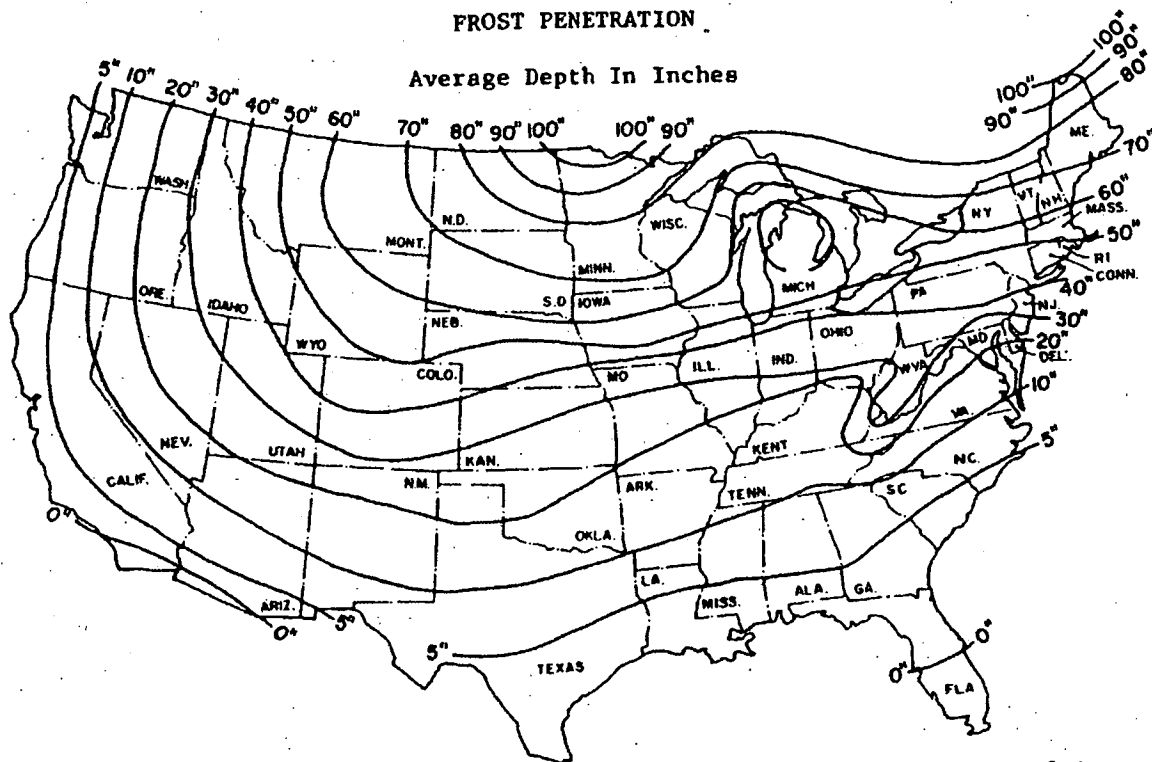 FROST PENETRATION
Average Depth In Inches
5" 10" 20" 30" 40" 50" 60" 70" 80" 90" 100" 100" 90"
100" 90" 80"
100"
90"
70"
60"
50"
40"
30"
20"
10"
5"
WASH
MONT.
N.D.
MINN.
WISC.
MICH
NY
VT
NH
ME.
MASS.
RI
CONN.
ORE.
IDAHO
WYO
S.D
IOWA
NEB.
ILL.
IND.
OHIO
PA
NJ.
MD
DEL.
WVA
VA
CALIF.
NEV.
UTAH
COLO.
KAN.
MO
KENT
N.C.
TENN.
SC
ARIZ.
N.M.
OKLA.
ARK.
LA.
MISS.
ALA.
GA.
TEXAS
FLA
0"
0"
5"
5"
0"
0"